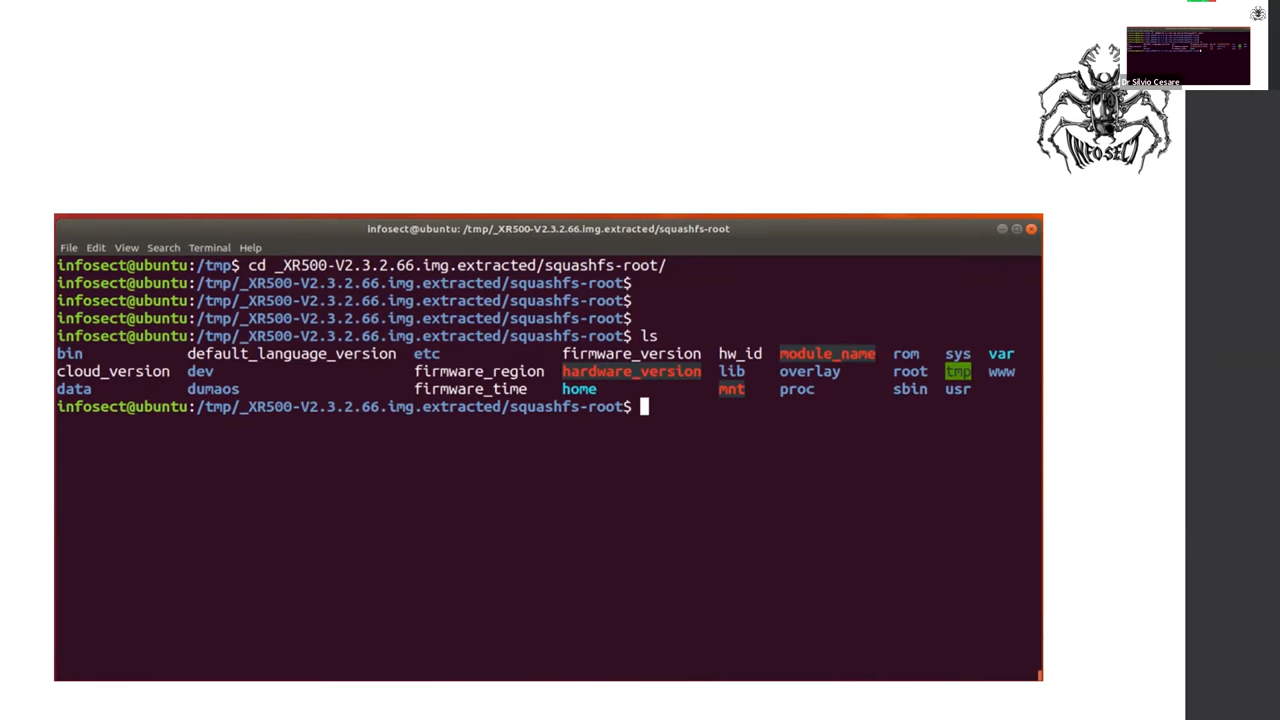 Dr Silvio Cesare
INFOSECT
infosect@ubuntu: /tmp/_XR500-V2.3.2.66.img.extracted/squashfs-root
File Edit View Search Terminal Help
infosect@ubuntu:/tmp$ cd _XR500-V2.3.2.66.img.extracted/squashfs-root/
infosect@ubuntu:/tmp/_XR500-V2.3.2.66.img.extracted/squashfs-root$
infosect@ubuntu:/tmp/_XR500-V2.3.2.66.img.extracted/squashfs-root$
infosect@ubuntu:/tmp/_XR500-V2.3.2.66.img.extracted/squashfs-root$
infosect@ubuntu:/tmp/_XR500-V2.3.2.66.img.extracted/squashfs-root$ ls
bin default_language_version etc firmware_version hw_id module_name rom sys var
cloud_version dev firmware_region hardware_version lib overlay root tmp www
data dumaos firmware_time home mnt proc sbin usr
infosect@ubuntu:/tmp/_XR500-V2.3.2.66.img.extracted/squashfs-root$